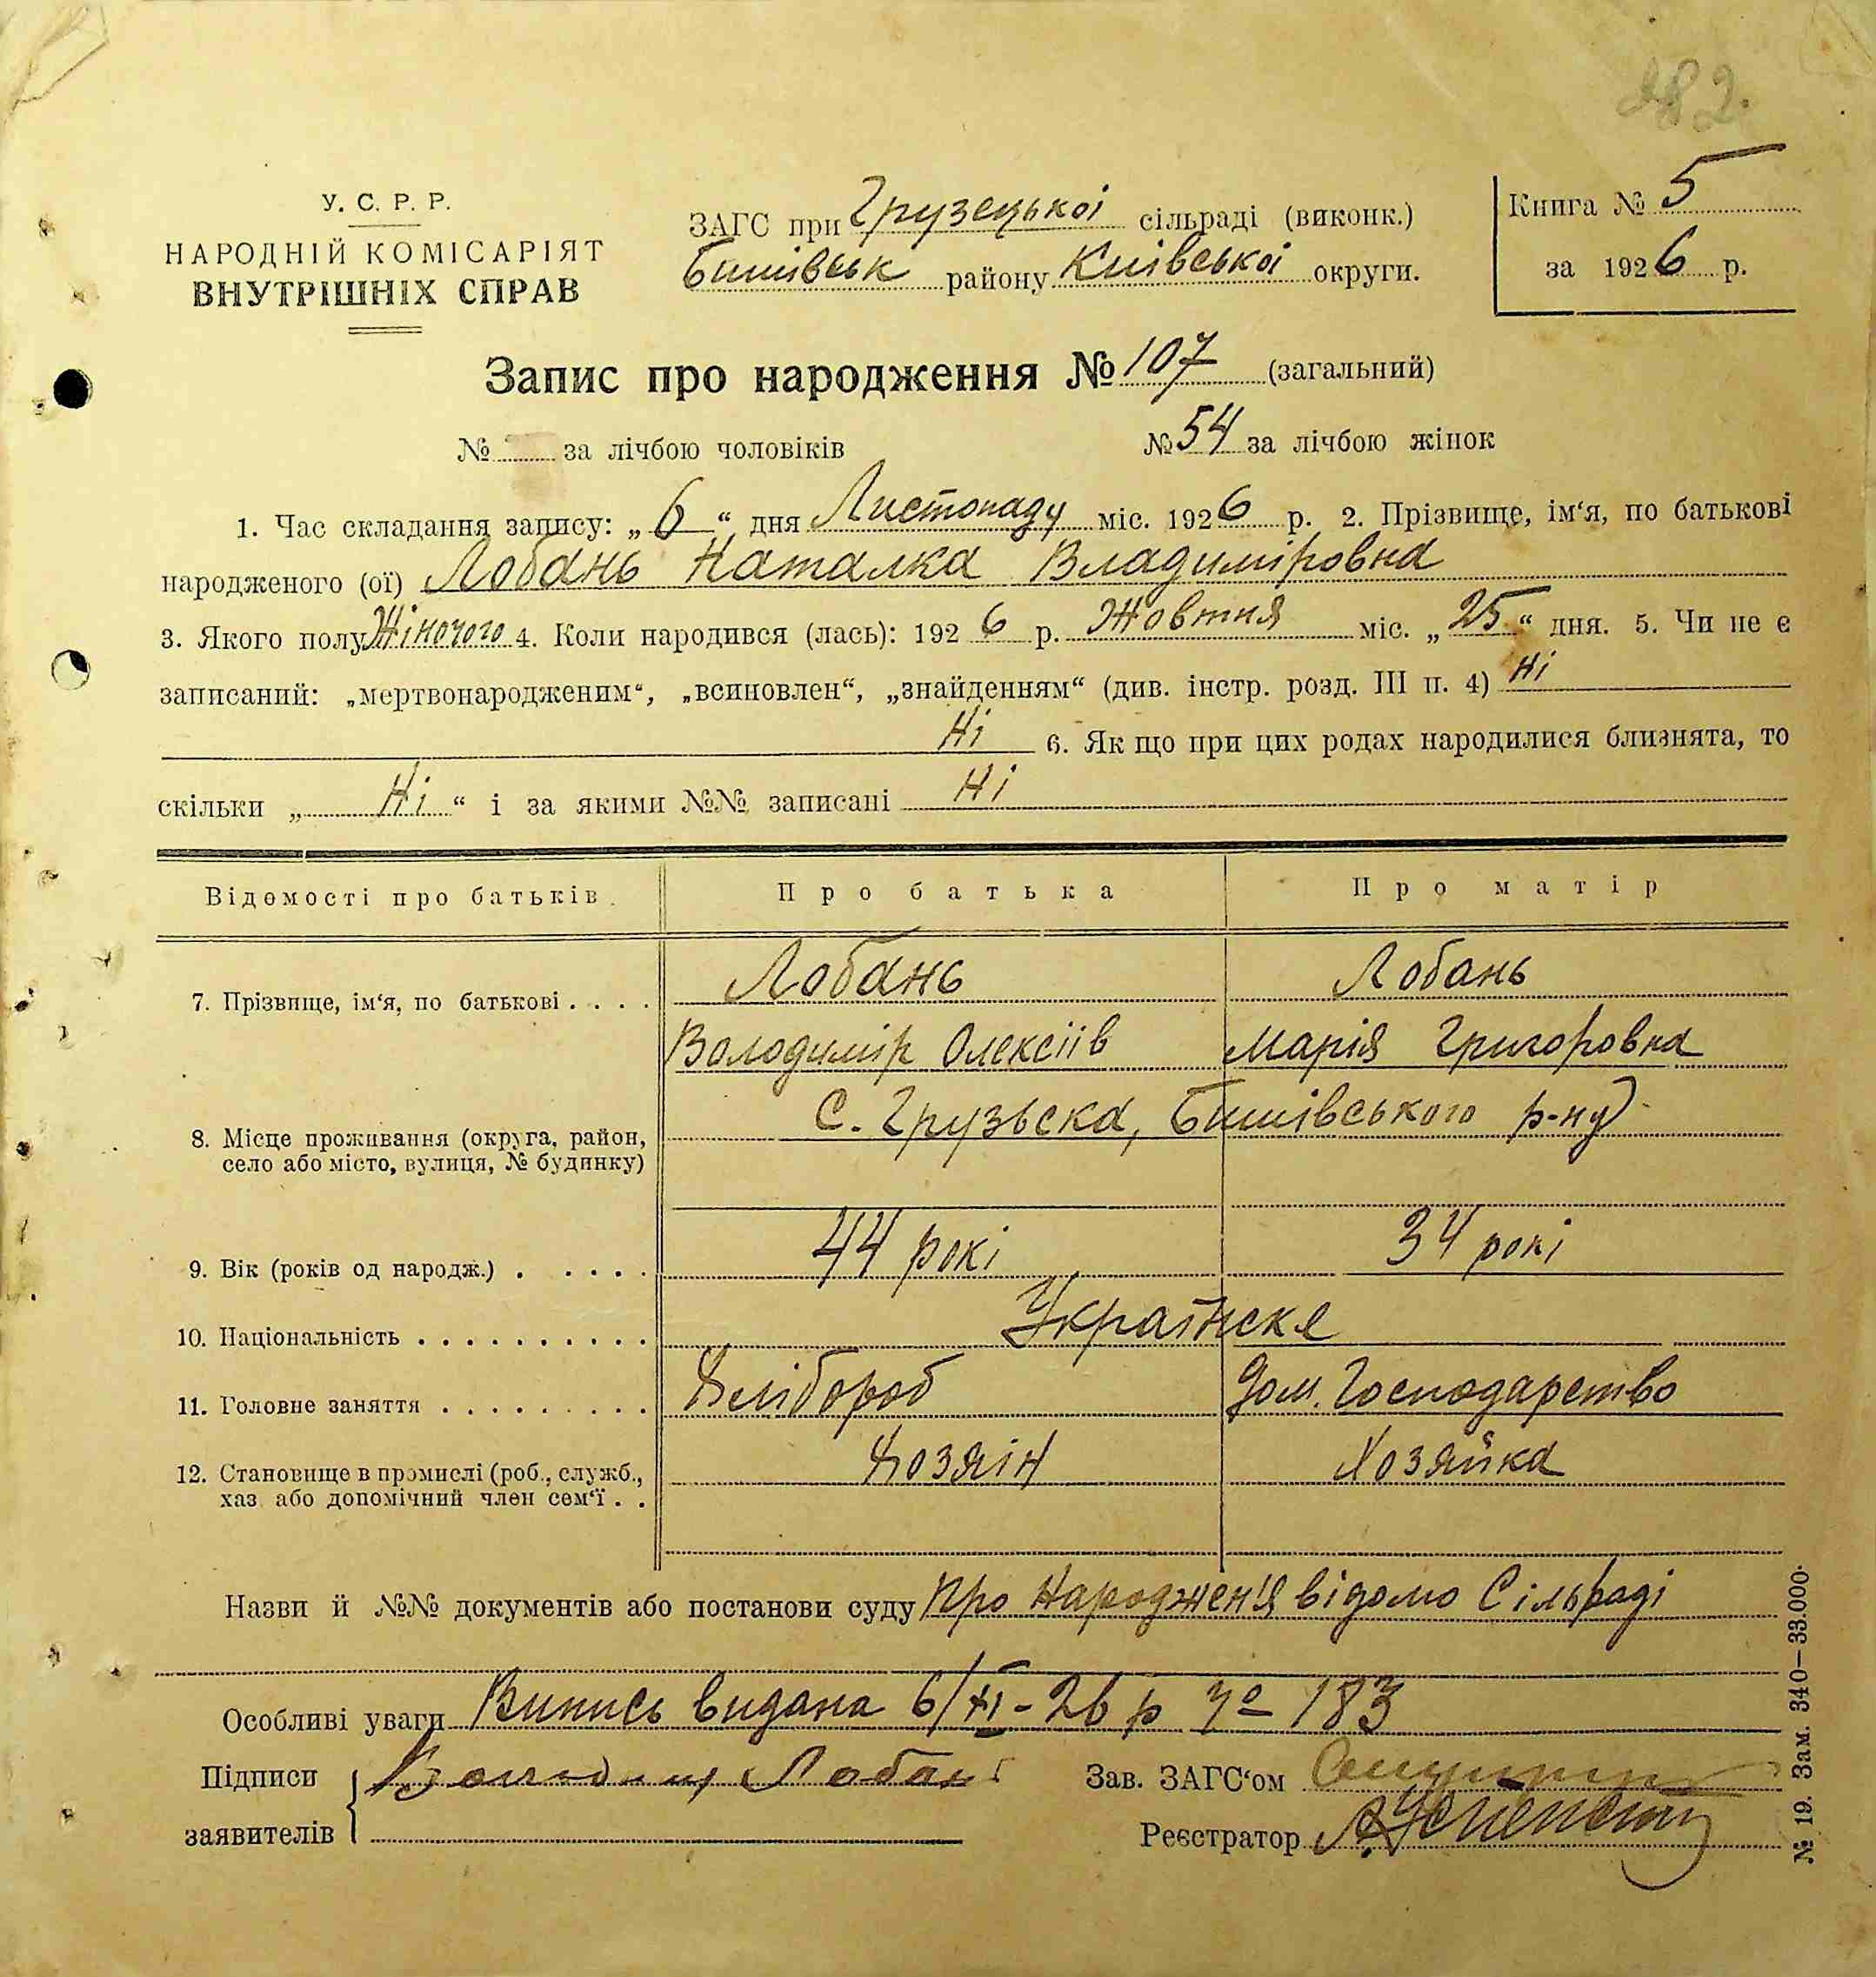 282.
У. С. Р. Р.
НАРОДНІЙ КОМІСАРІЯТ
ВНУТРІШНІХ СПРАВ
ЗАГС при Грузецькоі сільраді (виконк.)
Бишівськ району Київськоі округи.
Книга № 5
за 1926 р.
Запис про народження № 107 (загальний)
№ — за лічбою чоловіків № 54 за лічбою жінок
1. Час складання запису: „6“ дня Листопаду міс. 1926 р. 2. Прізвище, ім‘я, по батькові
народженого (ої) Лобань Наталка Владиміровна
3. Якого полу Жіночого 4. Коли народився (лась): 1926 р. Жовтня міс. „25“ дня. 5. Чи не є
записаний: „мертвонародженим“, „всиновлен“, „знайденням“ (див. інстр. розд. III п. 4) Ні
Ні 6. Як що при цих родах народилися близнята, то
скільки „Ні“ і за якими №№ записані Ні
Відомості про батьків. Про батька Про матір
7. Прізвище, ім‘я, по батькові . . . . Лобань Лобань
Володимір Олексіів Марія Григоровна
8. Місце проживання (округа, район,
село або місто, вулиця, № будинку)
С. Грузьска, Бишівського р-ну
9. Вік (років од народж.) . . . . . 44 рокі 34 рокі
10. Національність . . . . . . . . . . Украінске
11. Головне заняття . . . . . . . . . Хлібороб Дом. Господарство
12. Становище в промислі (роб., служб.,
хаз або допомічний член сем‘ї . .
Хозяін Хозяйка
Назви й №№ документів або постанови суду Про Народженія відомо Сільраді
Особливі уваги Випись видана 6/XI-26 р № 183
Підписи
заявителів
Володимир Лобань
Зав. ЗАГС‘ом
Реєстратор
№ 19. Зам. 340—33.000.